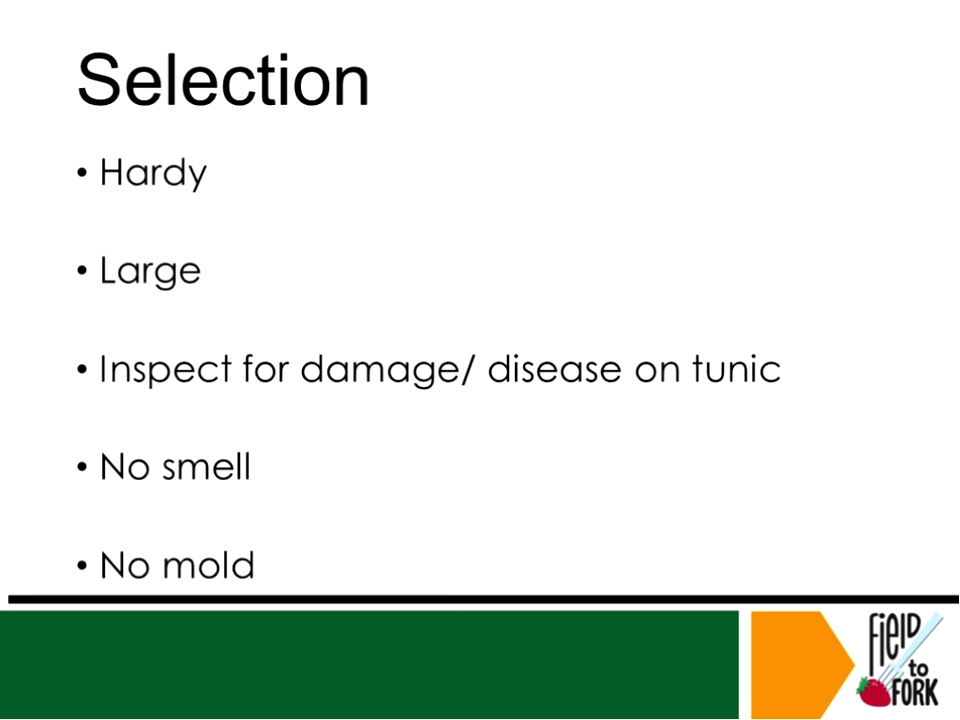 Selection
• Hardy
• Large
• Inspect for damage/ disease on tunic
• No smell
• No mold
FiElD
to
FORK